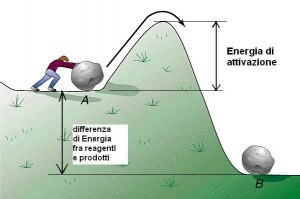 Energia di
attivazione
A
differenza
di Energia
fra reagenti
e prodotti
B